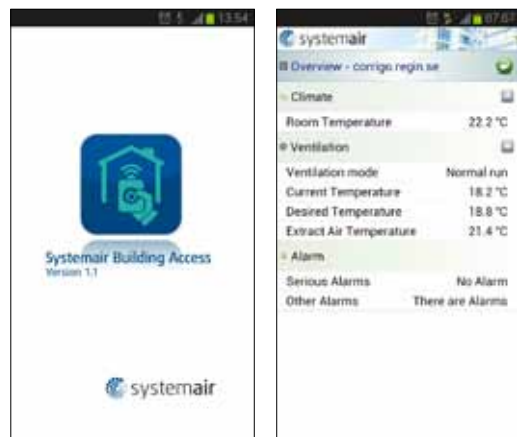 13:54
Systemair Building Access
Version 1.1
systemair
systemair
Overview - corrigo.regin.se
Climate
Room Temperature 22.2 °C
Ventilation
Ventilation mode Normal run
Current Temperature 18.2 °C
Desired Temperature 18.8 °C
Extract Air Temperature 21.4 °C
Alarm
Serious Alarms No Alarm
Other Alarms There are Alarms